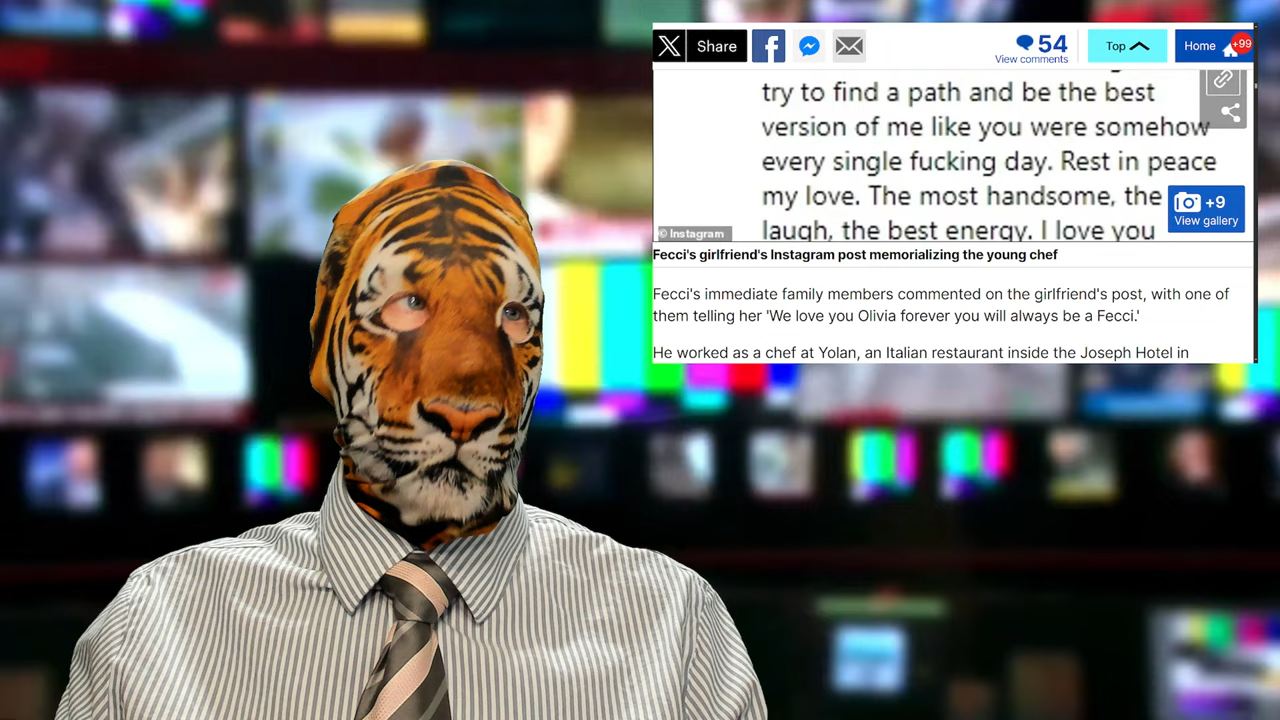 Share
54
View comments
Top
Home
+99
try to find a path and be the best
version of me like you were somehow
every single fucking day. Rest in peace
my love. The most handsome, the
laugh, the best energy. I love you
+9
View gallery
© Instagram
Fecci's girlfriend's Instagram post memorializing the young chef
Fecci's immediate family members commented on the girlfriend's post, with one of
them telling her 'We love you Olivia forever you will always be a Fecci.'
He worked as a chef at Yolan, an Italian restaurant inside the Joseph Hotel in